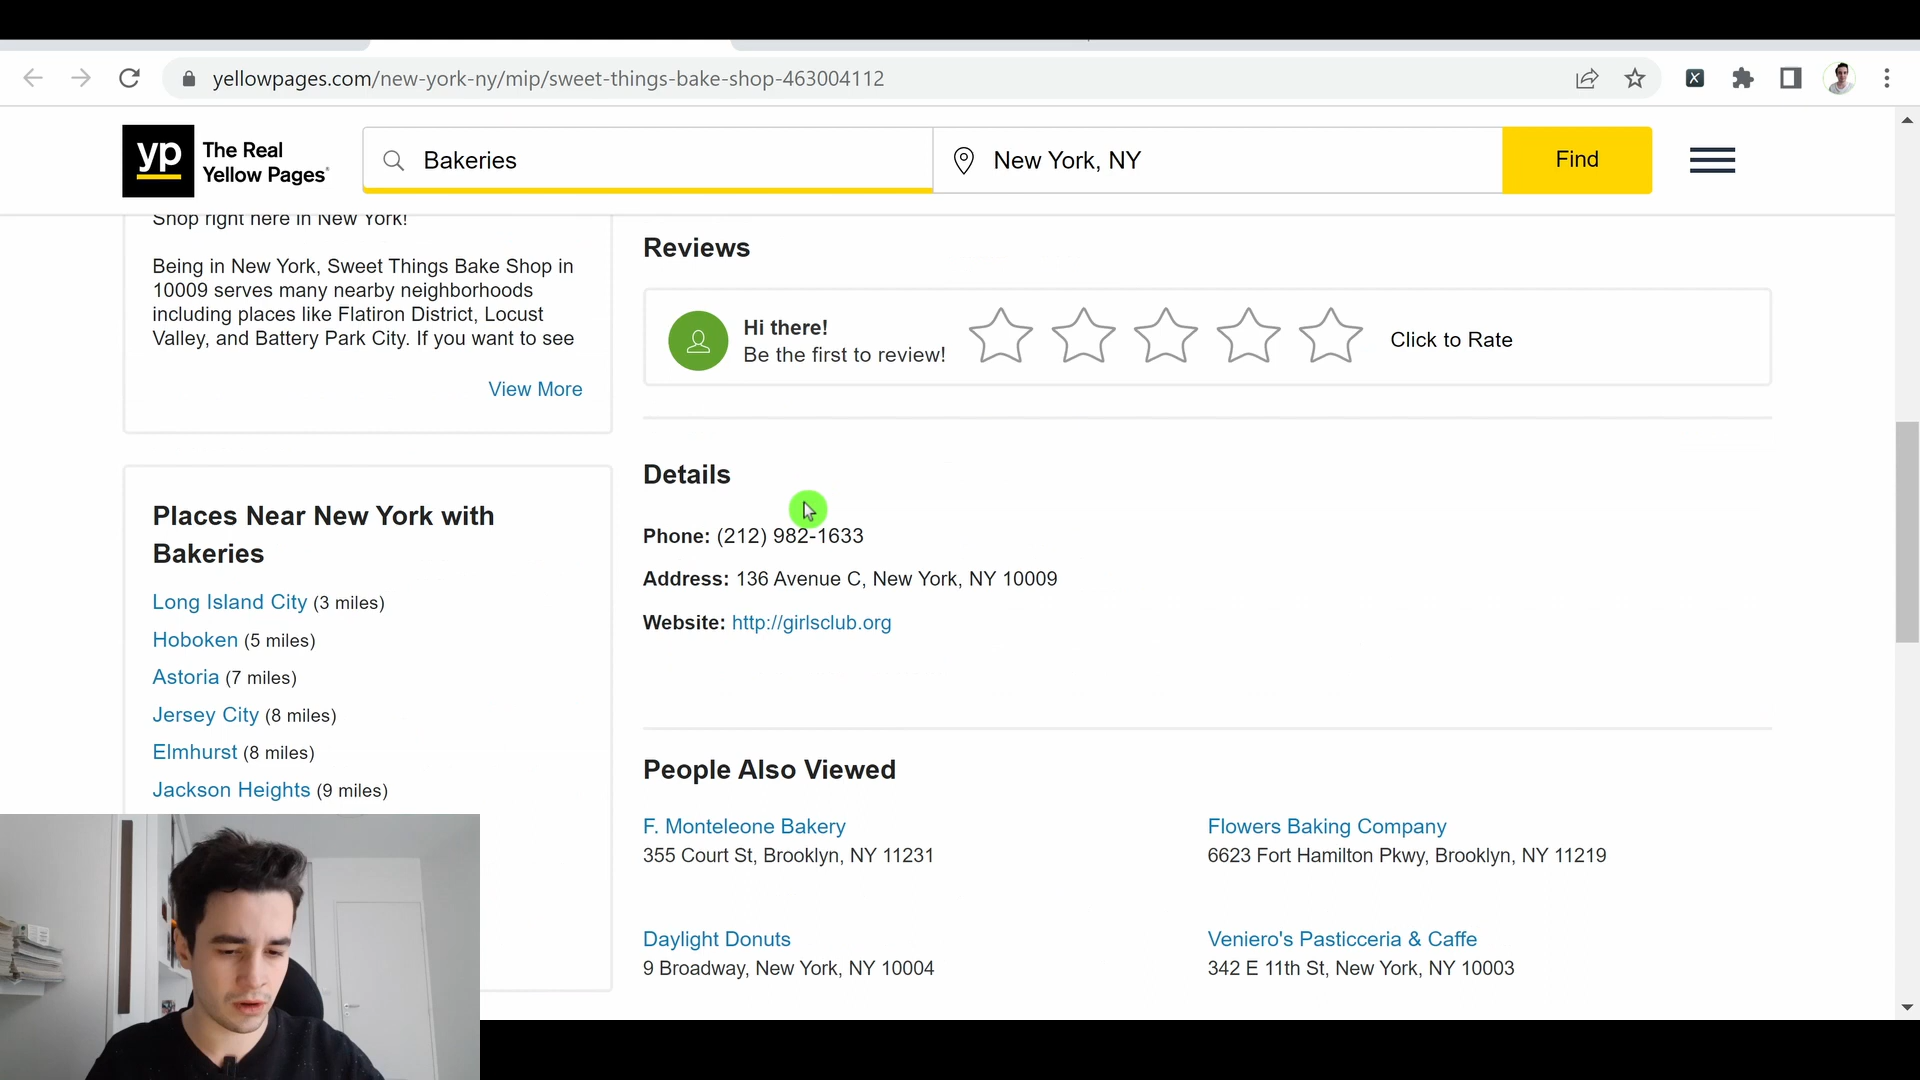 yellowpages.com/new-york-ny/mip/sweet-things-bake-shop-463004112
yp
The Real
Yellow Pages
Bakeries
New York, NY
Find
Shop right here in New York!
Being in New York, Sweet Things Bake Shop in
10009 serves many nearby neighborhoods
including places like Flatiron District, Locust
Valley, and Battery Park City. If you want to see
View More
Places Near New York with
Bakeries
Long Island City (3 miles)
Hoboken (5 miles)
Astoria (7 miles)
Jersey City (8 miles)
Elmhurst (8 miles)
Jackson Heights (9 miles)
Reviews
Hi there!
Be the first to review!
Click to Rate
Details
Phone: (212) 982-1633
Address: 136 Avenue C, New York, NY 10009
Website: http://girlsclub.org
People Also Viewed
F. Monteleone Bakery
355 Court St, Brooklyn, NY 11231
Flowers Baking Company
6623 Fort Hamilton Pkwy, Brooklyn, NY 11219
Daylight Donuts
9 Broadway, New York, NY 10004
Veniero's Pasticceria & Caffe
342 E 11th St, New York, NY 10003